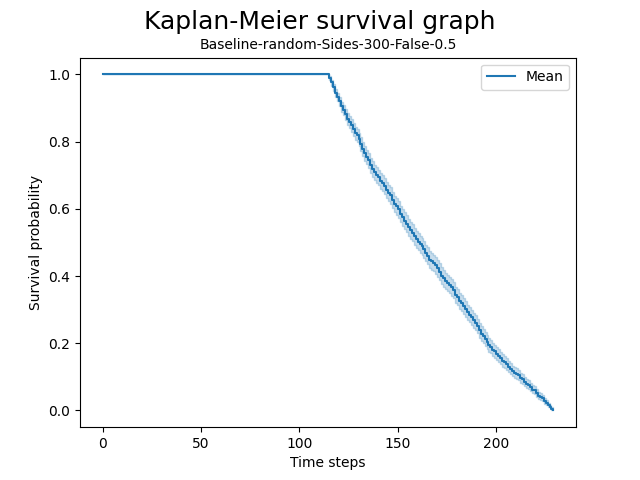 Kaplan-Meier survival graph
Baseline-random-Sides-300-False-0.5
Mean
Survival probability
1.0
0.8
0.6
0.4
0.2
0.0
0 50 100 150 200
Time steps